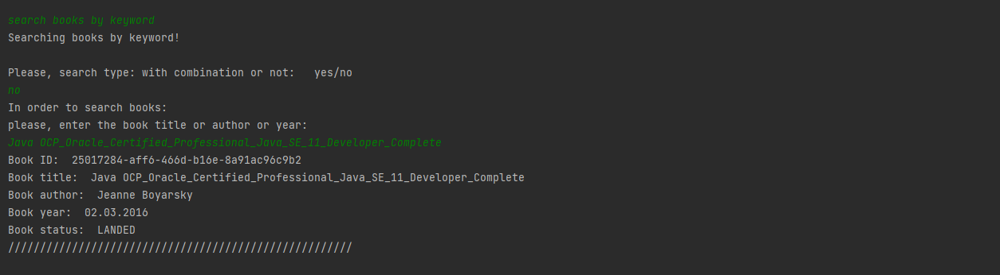 search books by keyword
Searching books by keyword!
Please, search type: with combination or not:   yes/no
no
In order to search books:
please, enter the book title or author or year:
Java OCP_Oracle_Certified_Professional_Java_SE_11_Developer_Complete
Book ID:  25017284-aff6-466d-b16e-8a91ac96c9b2
Book title:  Java OCP_Oracle_Certified_Professional_Java_SE_11_Developer_Complete
Book author:  Jeanne Boyarsky
Book year:  02.03.2016
Book status:  LANDED
//////////////////////////////////////////////////////